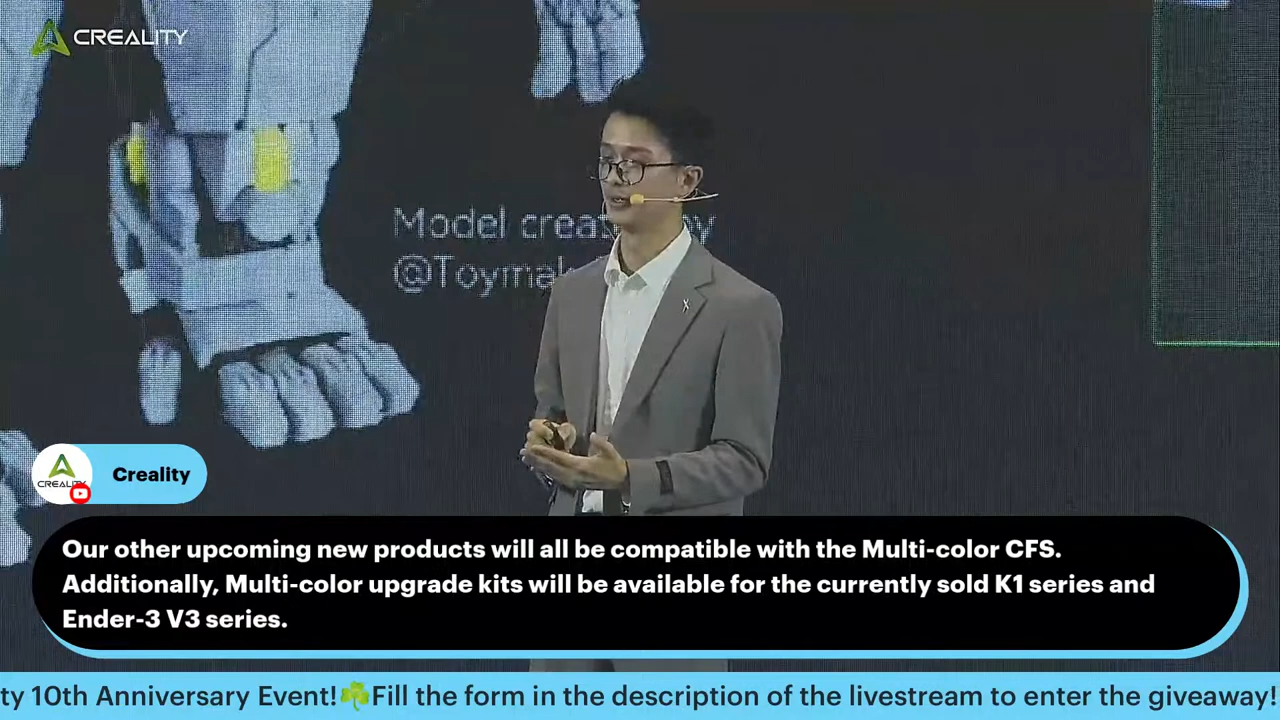 CREALITY
Model created by
CREALITY
Creality
Our other upcoming new products will all be compatible with the Multi-color CFS.
Additionally, Multi-color upgrade kits will be available for the currently sold K1 series and
Ender-3 V3 series.
ty 10th Anniversary Event!☘️Fill the form in the description of the livestream to enter the giveaway!